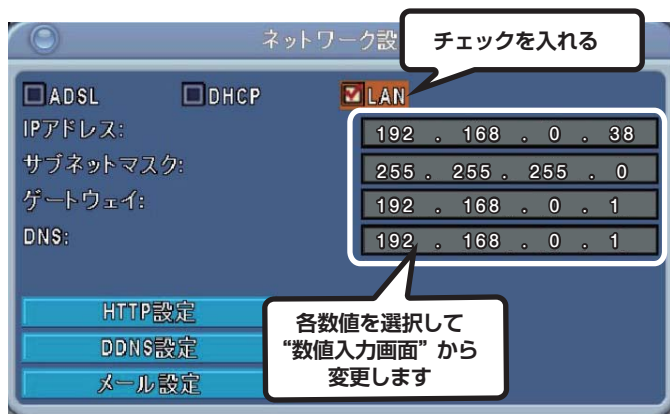 ネットワーク設
チェックを入れる
ADSL DHCP LAN
IPアドレス: 192 . 168 . 0 . 38
サブネットマスク: 255 . 255 . 255 . 0
ゲートウェイ: 192 . 168 . 0 . 1
DNS: 192 . 168 . 0 . 1
HTTP設定
DDNS設定
メール設定
各数値を選択して
“数値入力画面”から
変更します